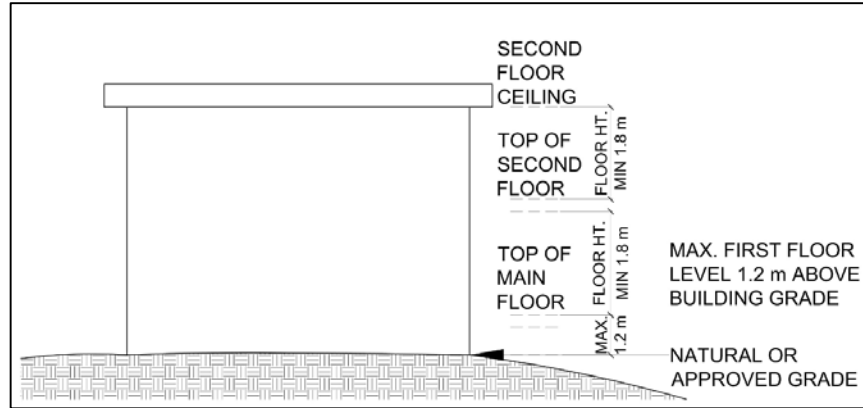 SECOND
FLOOR
CEILING
FLOOR HT.
MIN 1.8 m
TOP OF
SECOND
FLOOR
FLOOR HT.
MIN 1.8 m
TOP OF
MAIN
FLOOR
MAX.
1.2 m
MAX. FIRST FLOOR
LEVEL 1.2 m ABOVE
BUILDING GRADE
NATURAL OR
APPROVED GRADE